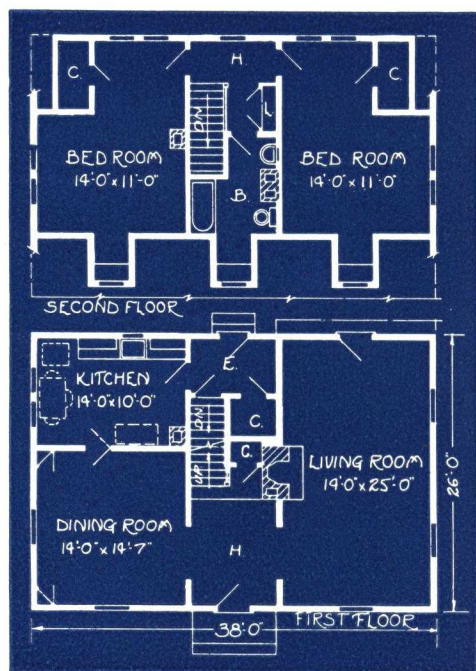 H
C.
C.
DN
L
BED ROOM
14'-0" x 11'-0"
BED ROOM
14'-0" x 11'-0"
B.
SECOND FLOOR
E.
KITCHEN
14'-0" x 10'-0"
DN
C.
UP
C.
LIVING ROOM
14'-0" x 25'-0"
26'-0"
DINING ROOM
14'-0" x 14'-7"
H
FIRST FLOOR
38'-0"